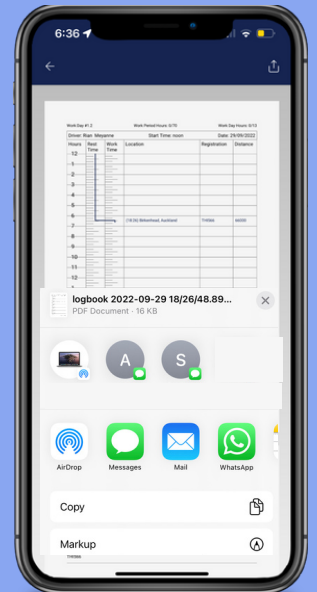 6:36
Work Day #1.2 Work Period Hours: 0/70 Work Day Hours: 0/13
Driver: Rian Meyanne Start Time: noon Date: 29/09/2022
Hours Rest Time Work Time Location Registration Distance
12
1
2
3
4
5
6 (18:26) Birkenhead, Auckland
7
8
9
10
11
12
logbook 2022-09-29 18/26/48.89...
PDF Document · 16 KB
A
S
AirDrop Messages Mail WhatsApp
Copy
Markup